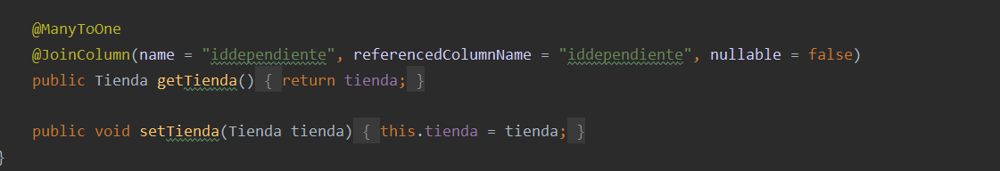 @ManyToOne
@JoinColumn(name = "iddependiente", referencedColumnName = "iddependiente", nullable = false)
public Tienda getTienda() { return tienda; }
public void setTienda(Tienda tienda) { this.tienda = tienda; }
}